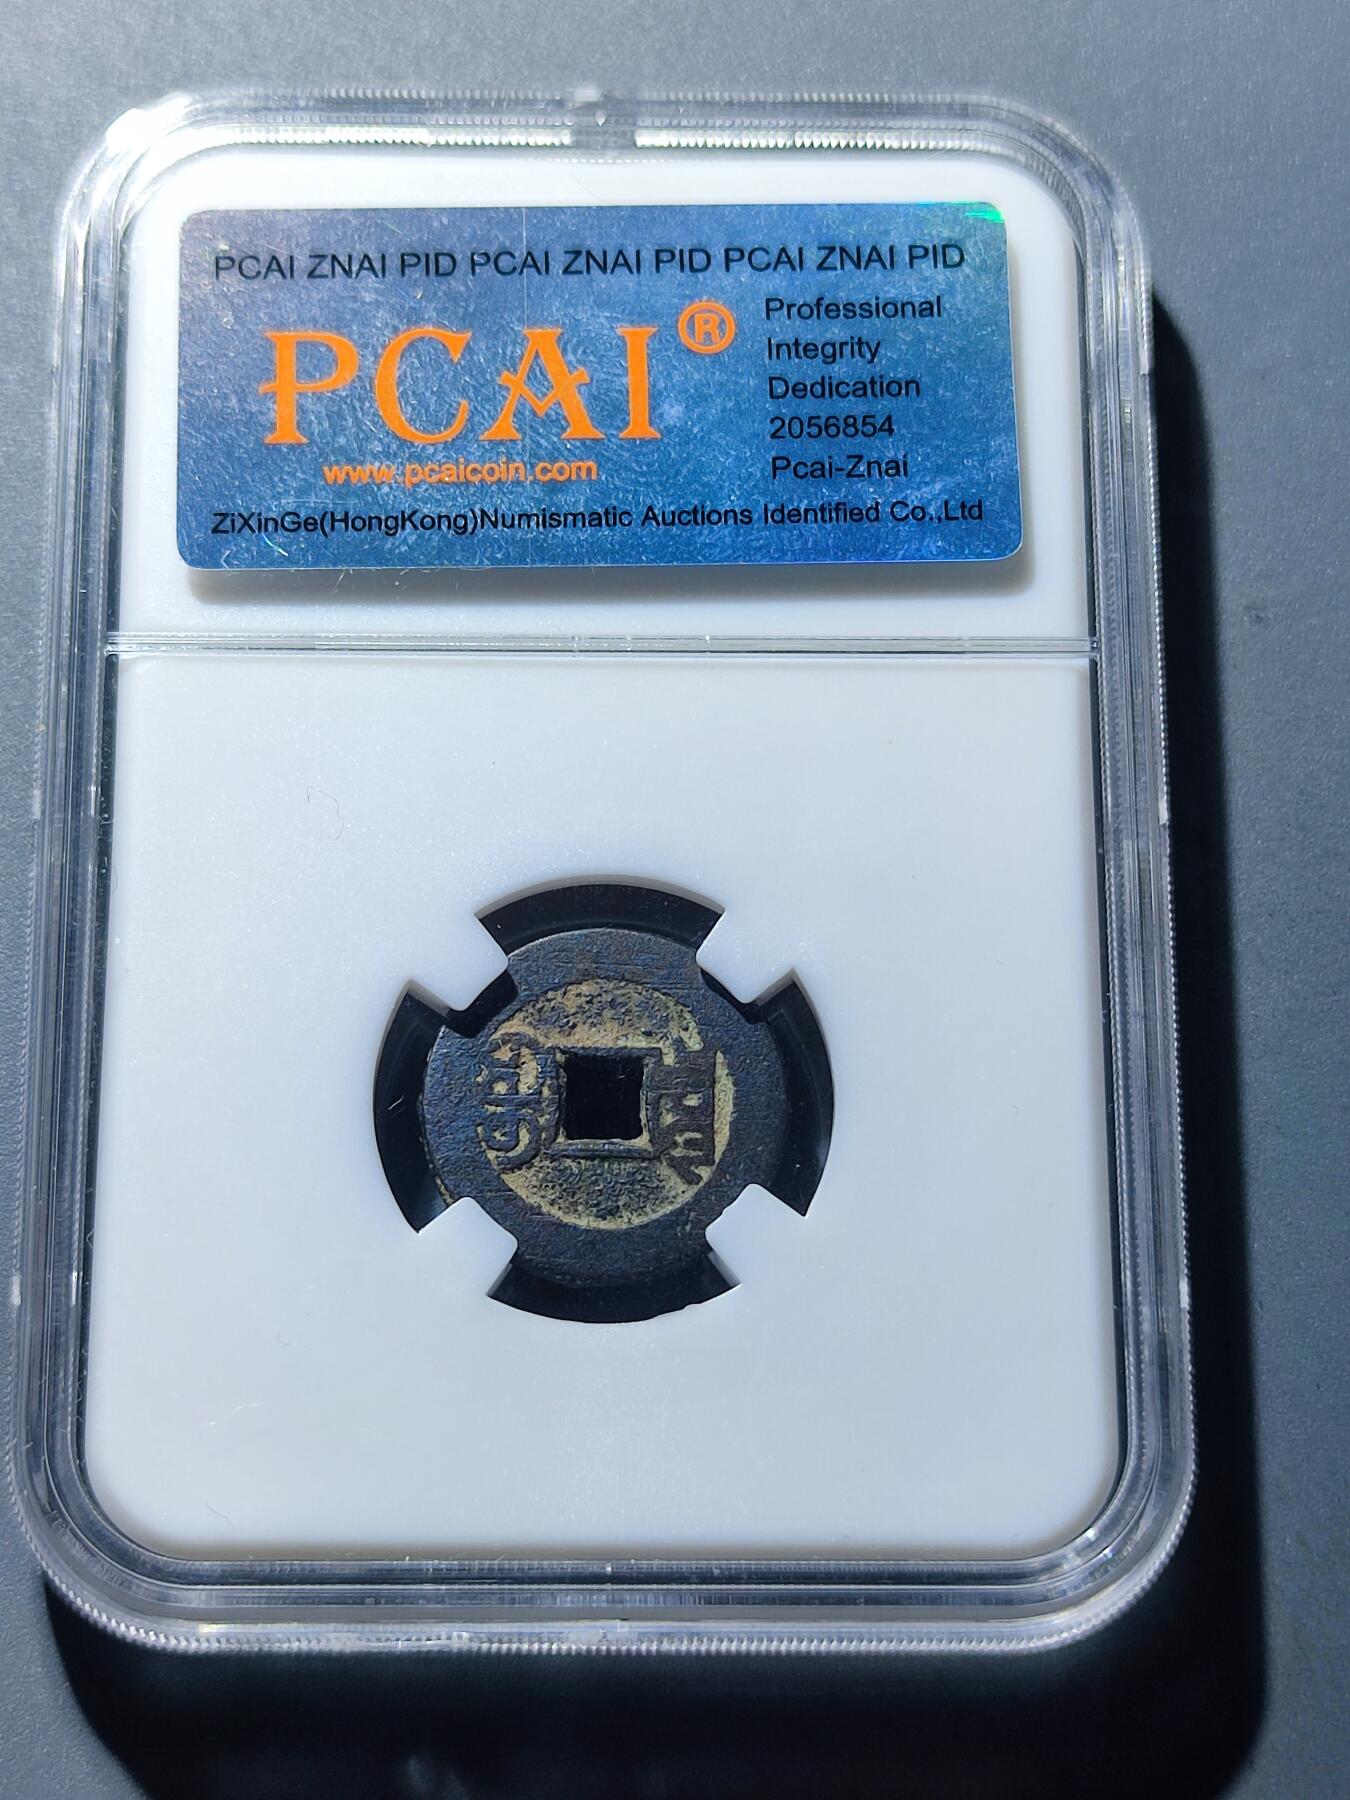 PCAI ZNAI PID PCAI ZNAI PID PCAI ZNAI PID
PCAI®
www.pcaicoin.com
Professional
Integrity
Dedication
2056854
Pcai-Znai
ZiXinGe(HongKong)Numismatic Auctions Identified Co.,Ltd